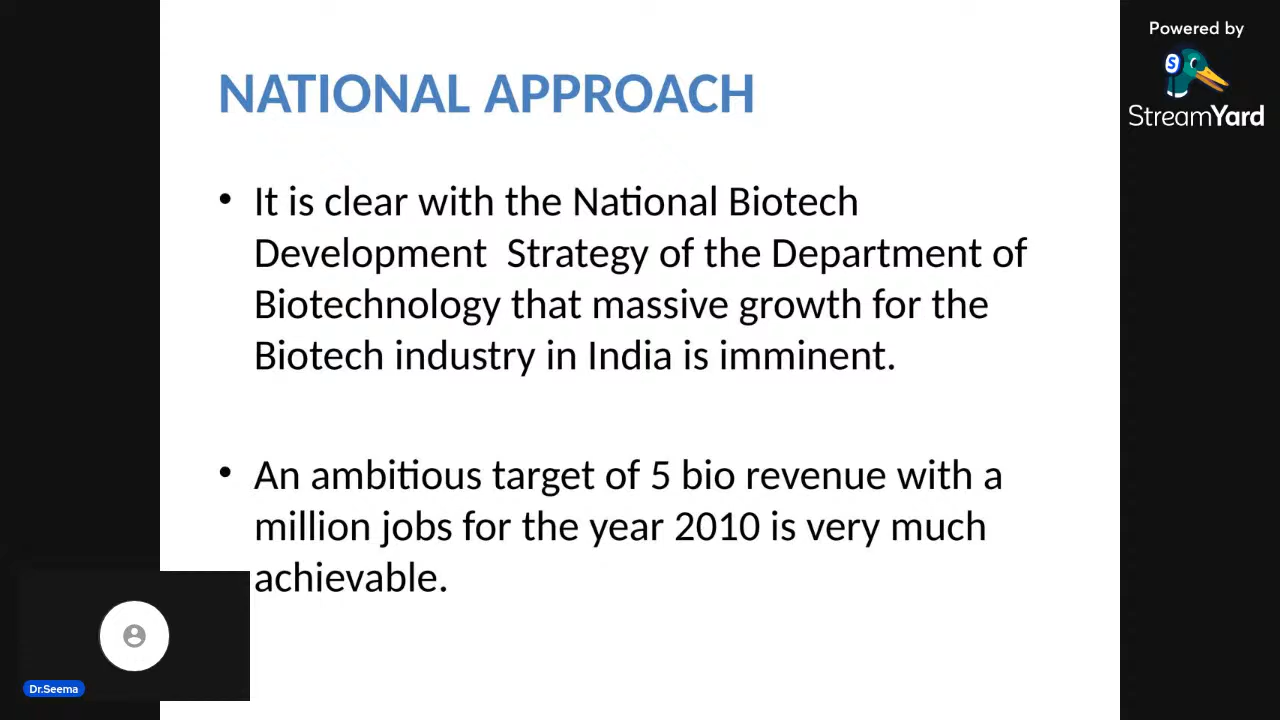 Powered by
StreamYard
NATIONAL APPROACH
• It is clear with the National Biotech
Development  Strategy of the Department of
Biotechnology that massive growth for the
Biotech industry in India is imminent.
• An ambitious target of 5 bio revenue with a
million jobs for the year 2010 is very much
achievable.
Dr.Seema